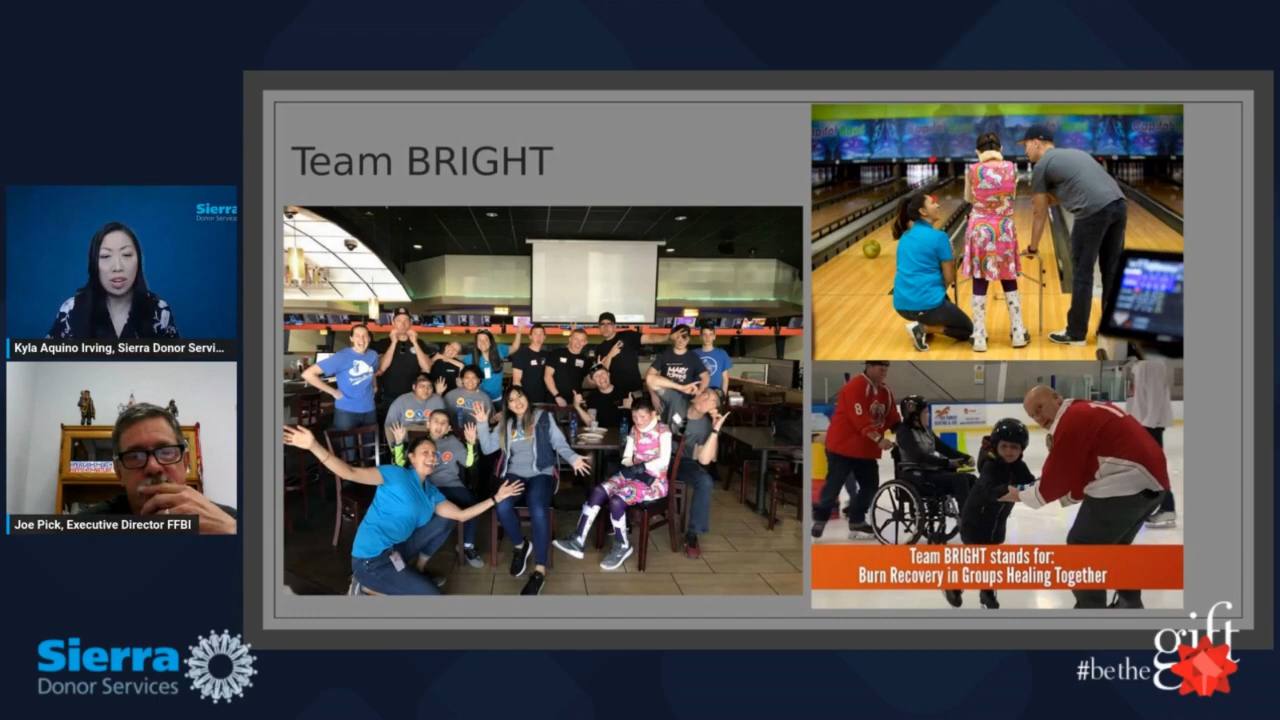 Team BRIGHT
Sierra
Donor Services
Kyla Aquino Irving, Sierra Donor Servi...
Joe Pick, Executive Director FFBI
8
Team BRIGHT stands for:
Burn Recovery in Groups Healing Together
Sierra
Donor Services
#bethe
gift